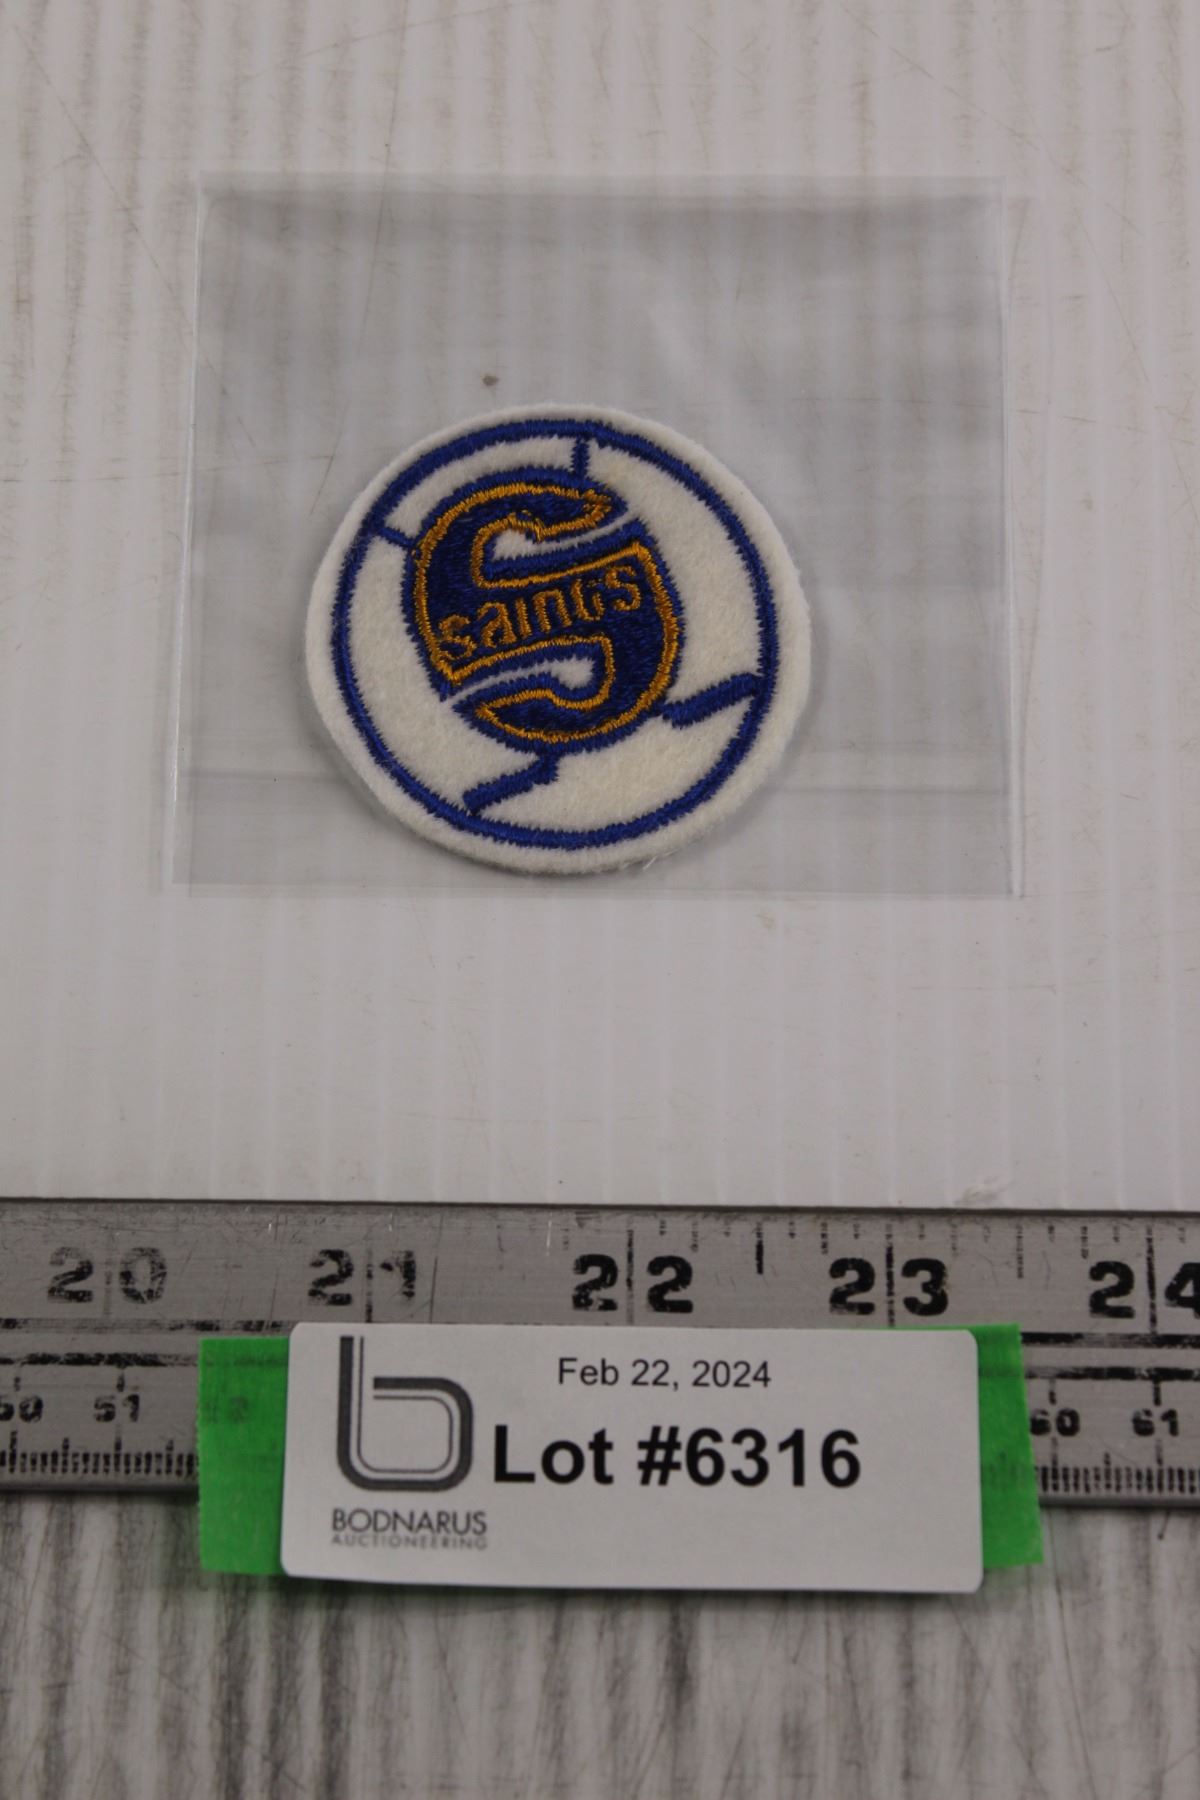 S
saints
20 21 22 23 24
50 51 60 61
Feb 22, 2024
Lot #6316
BODNARUS
AUCTIONEERING